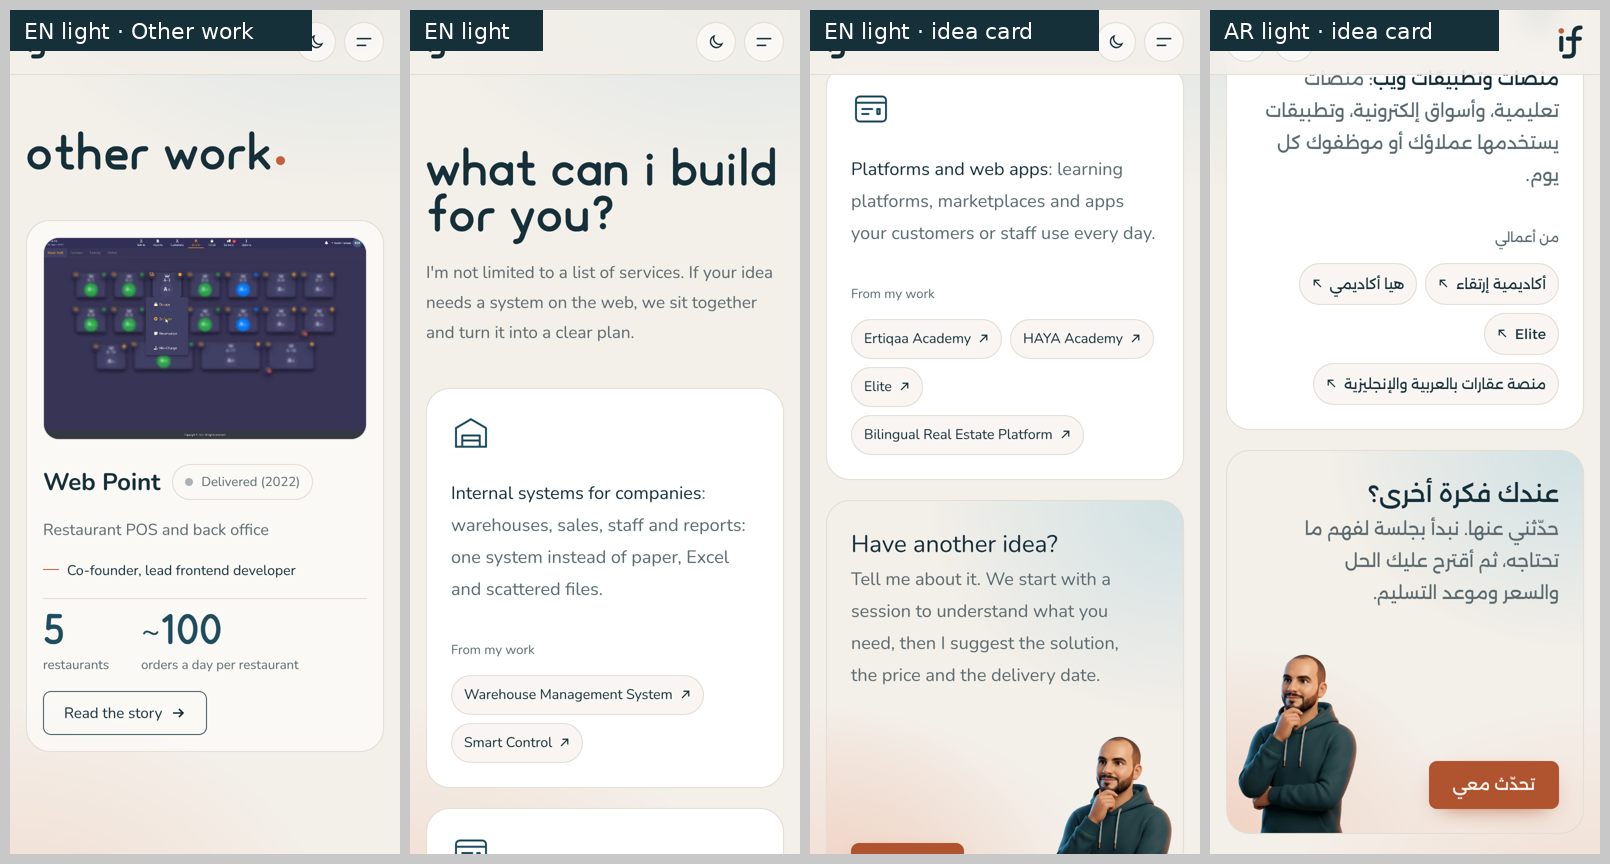 EN light · Other work
other work.
Web Point
Delivered (2022)
Restaurant POS and back office
Co-founder, lead frontend developer
5
~100
restaurants
orders a day per restaurant
Read the story →
EN light
what can i build
for you?
I'm not limited to a list of services. If your idea
needs a system on the web, we sit together
and turn it into a clear plan.
Internal systems for companies:
warehouses, sales, staff and reports:
one system instead of paper, Excel
and scattered files.
From my work
Warehouse Management System ↗
Smart Control ↗
EN light · idea card
Platforms and web apps: learning
platforms, marketplaces and apps
your customers or staff use every day.
From my work
Ertiqaa Academy ↗
HAYA Academy ↗
Elite ↗
Bilingual Real Estate Platform ↗
Have another idea?
Tell me about it. We start with a
session to understand what you
need, then I suggest the solution,
the price and the delivery date.
AR light · idea card
if
منصات وتطبيقات ويب: منصات
تعليمية، وأسواق إلكترونية، وتطبيقات
يستخدمها عملاؤك أو موظفوك كل
يوم.
من أعمالي
أكاديمية إرتقاء ↖
هيا أكاديمي ↖
Elite ↖
منصة عقارات بالعربية والإنجليزية ↖
عندك فكرة أخرى؟
حدّثني عنها. نبدأ بجلسة لفهم ما
تحتاجه، ثم أقترح عليك الحل
والسعر وموعد التسليم.
تحدّث معي